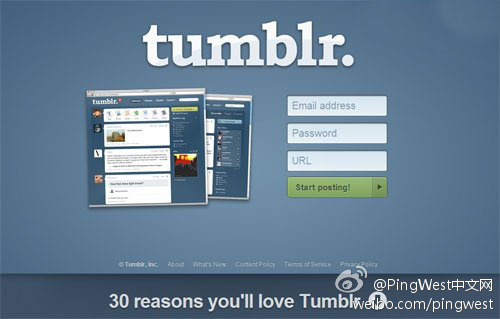 tumblr.
tumblr.
Email address
Password
URL
Start posting!
© Tumblr, Inc. About What's New Content Policy Terms of Service Privacy Policy
30 reasons you'll love Tumblr
@PingWest中文网
weibo.com/pingwest